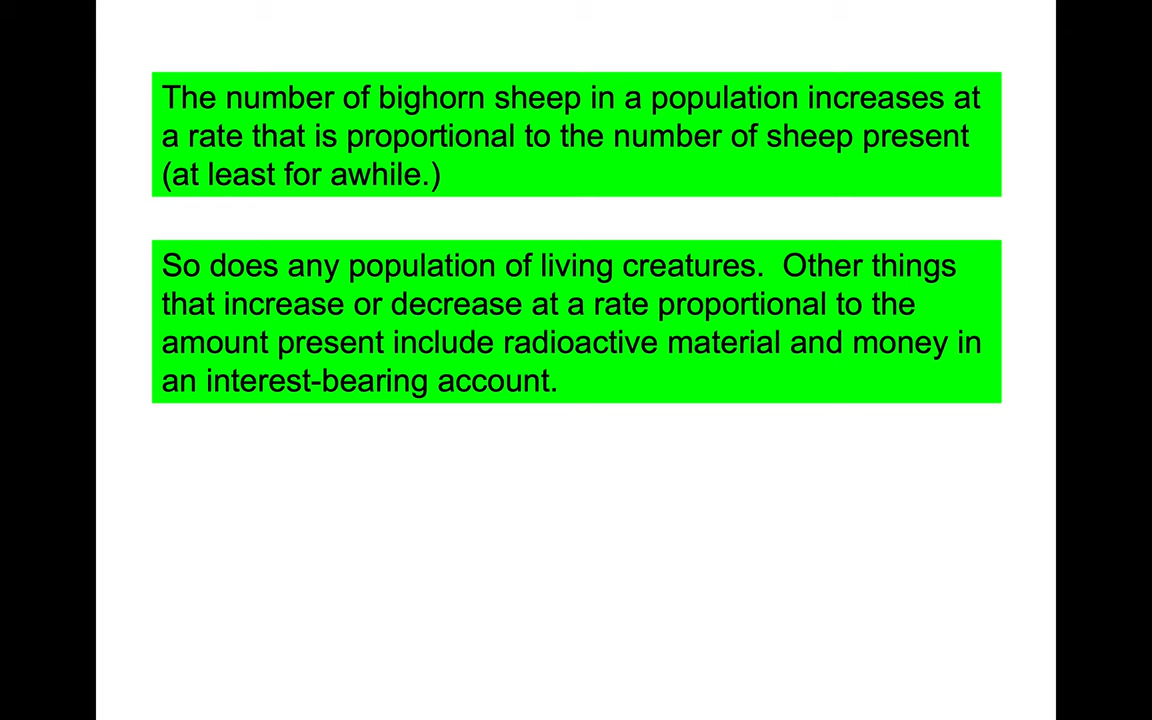 The number of bighorn sheep in a population increases at
a rate that is proportional to the number of sheep present
(at least for awhile.)
So does any population of living creatures.  Other things
that increase or decrease at a rate proportional to the
amount present include radioactive material and money in
an interest-bearing account.